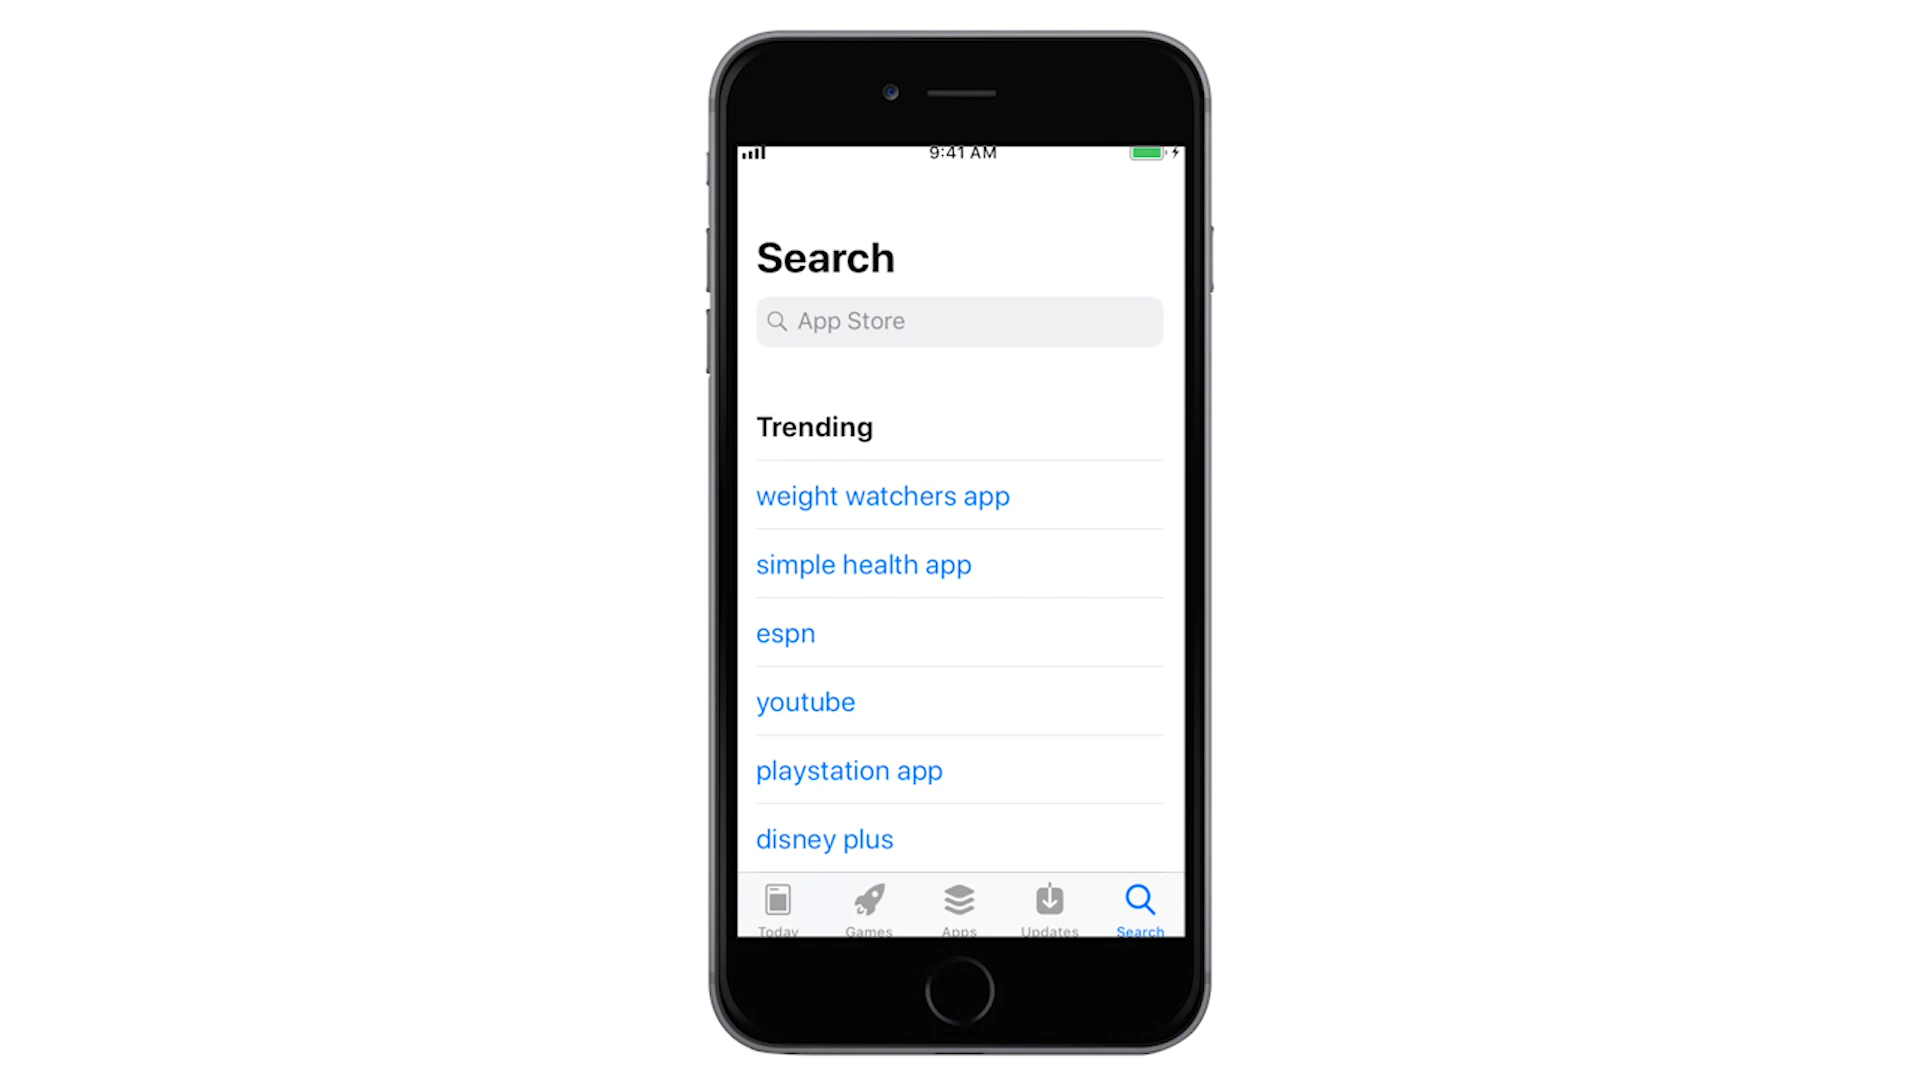 9:41 AM
Search
App Store
Trending
weight watchers app
simple health app
espn
youtube
playstation app
disney plus
Today
Games
Apps
Updates
Search